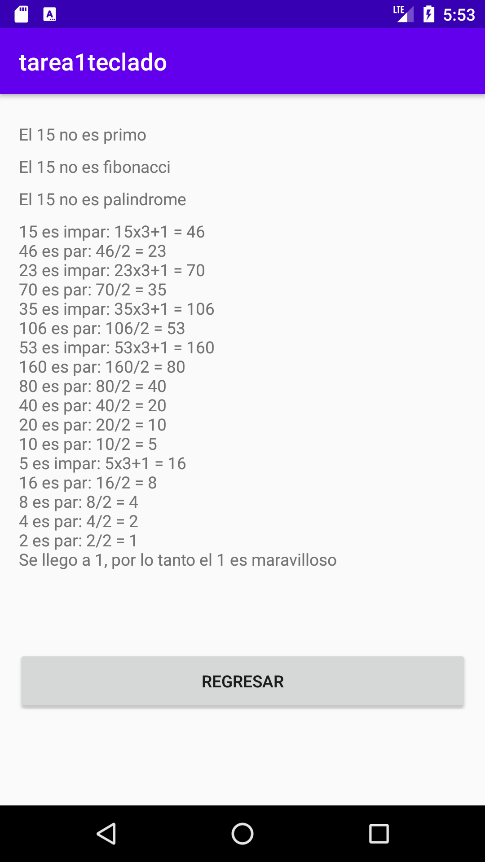 LTE 5:53
tarea1teclado
El 15 no es primo
El 15 no es fibonacci
El 15 no es palindrome
15 es impar: 15x3+1 = 46
46 es par: 46/2 = 23
23 es impar: 23x3+1 = 70
70 es par: 70/2 = 35
35 es impar: 35x3+1 = 106
106 es par: 106/2 = 53
53 es impar: 53x3+1 = 160
160 es par: 160/2 = 80
80 es par: 80/2 = 40
40 es par: 40/2 = 20
20 es par: 20/2 = 10
10 es par: 10/2 = 5
5 es impar: 5x3+1 = 16
16 es par: 16/2 = 8
8 es par: 8/2 = 4
4 es par: 4/2 = 2
2 es par: 2/2 = 1
Se llego a 1, por lo tanto el 1 es maravilloso
REGRESAR